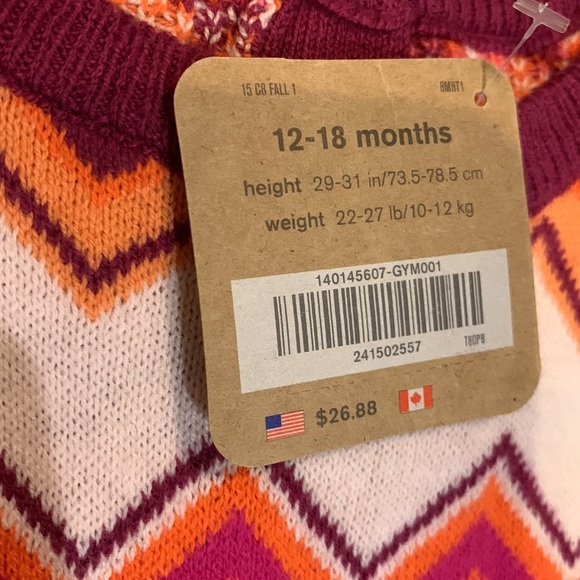 15 C8 FALL 1 BMHT1
12-18 months
height 29-31 in/73.5-78.5 cm
weight 22-27 lb/10-12 kg
140145607-GYM001
241502557 T8OP8
$26.88